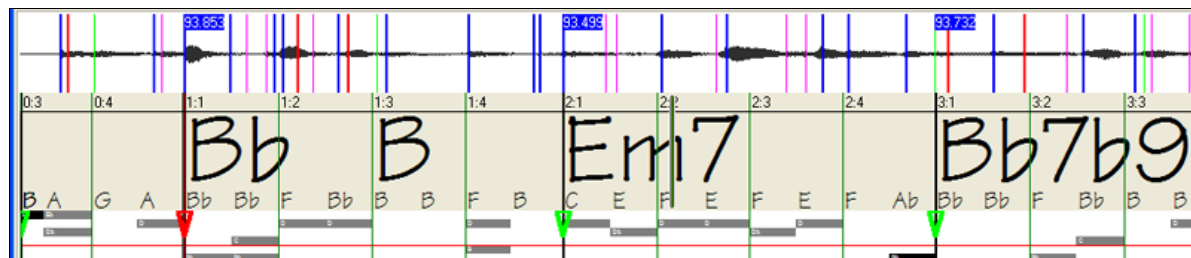 93.853 93.499 93.732
0:3 0:4 1:1 1:2 1:3 1:4 2:1 2:2 2:3 2:4 3:1 3:2 3:3
Bb B Em7 Bb7b9
B A G A Bb Bb F Bb B B F B C E F E F E F Ab Bb Bb F Bb B B